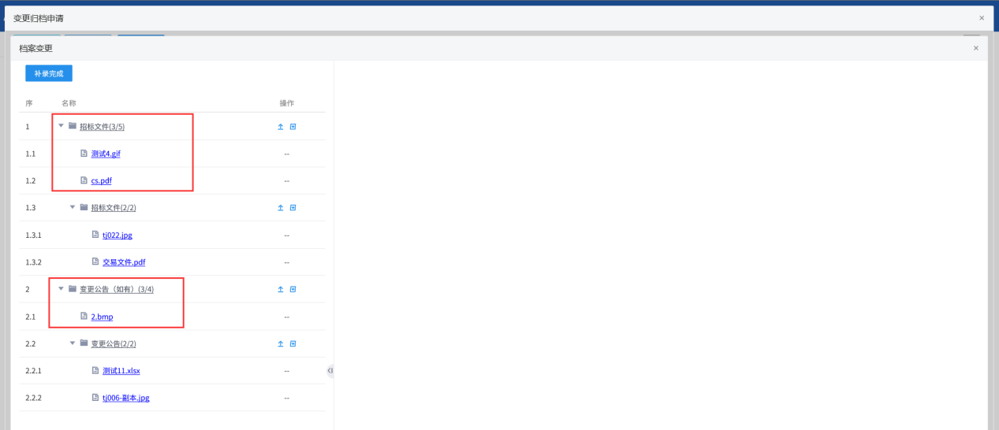 变更归档申请
档案变更
补录完成
序 名称 操作
1 招标文件(3/5)
1.1 测试4.gif --
1.2 cs.pdf --
1.3 招标文件(2/2)
1.3.1 tj022.jpg --
1.3.2 交易文件.pdf --
2 变更公告（如有）(3/4)
2.1 2.bmp --
2.2 变更公告(2/2)
2.2.1 测试11.xlsx --
2.2.2 tj006-副本.jpg --